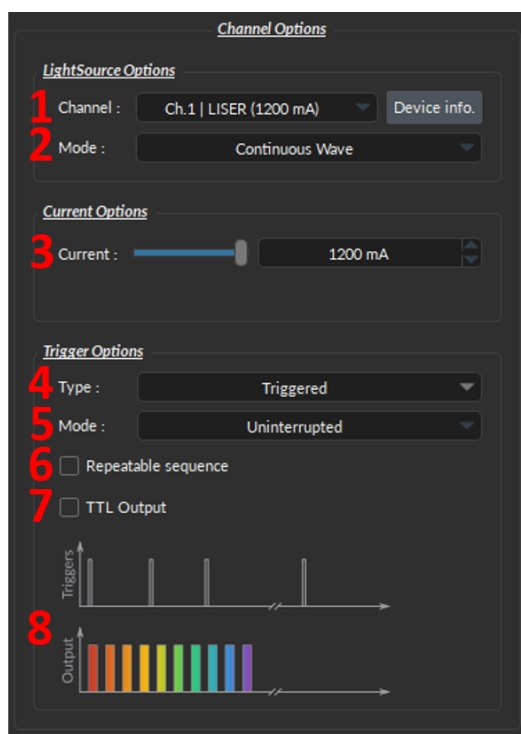 Channel Options
LightSource Options
1 Channel : Ch.1 | LISER (1200 mA) Device info.
2 Mode : Continuous Wave
Current Options
3 Current : 1200 mA
Trigger Options
4 Type : Triggered
5 Mode : Uninterrupted
6 Repeatable sequence
7 TTL Output
Triggers
8
Output